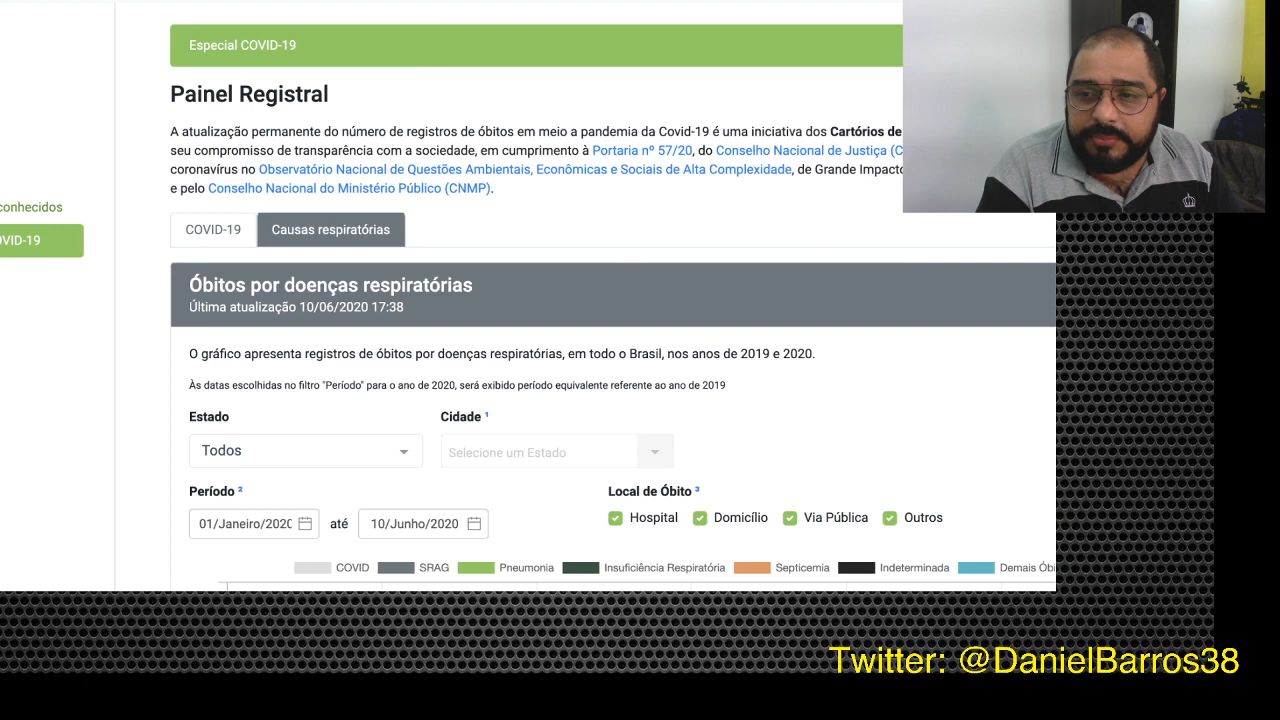 Especial COVID-19
Painel Registral
A atualização permanente do número de registros de óbitos em meio a pandemia da Covid-19 é uma iniciativa dos Cartórios de
seu compromisso de transparência com a sociedade, em cumprimento à Portaria nº 57/20, do Conselho Nacional de Justiça (C
coronavírus no Observatório Nacional de Questões Ambientais, Econômicas e Sociais de Alta Complexidade, de Grande Impacto
e pelo Conselho Nacional do Ministério Público (CNMP).
conhecidos
OVID-19
COVID-19 Causas respiratórias
Óbitos por doenças respiratórias
Última atualização 10/06/2020 17:38
O gráfico apresenta registros de óbitos por doenças respiratórias, em todo o Brasil, nos anos de 2019 e 2020.
Às datas escolhidas no filtro "Período" para o ano de 2020, será exibido período equivalente referente ao ano de 2019
Estado Cidade ¹
Todos Selecione um Estado
Período ² Local de Óbito ³
01/Janeiro/2020 até 10/Junho/2020 Hospital Domicílio Via Pública Outros
COVID SRAG Pneumonia Insuficiência Respiratória Septicemia Indeterminada Demais Óbi
Twitter: @DanielBarros38